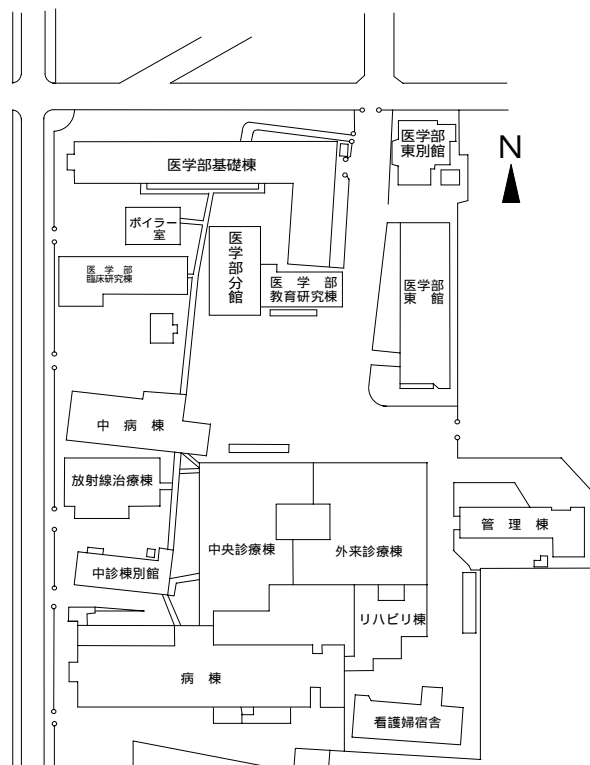 医学部
東別館
N
医学部基礎棟
ボイラー
室
医学部分館
医学部
臨床研究棟
医学部
教育研究棟
医学部
東館
中病棟
放射線治療棟
中央診療棟
外来診療棟
管理棟
中診棟別館
リハビリ棟
病棟
看護婦宿舎